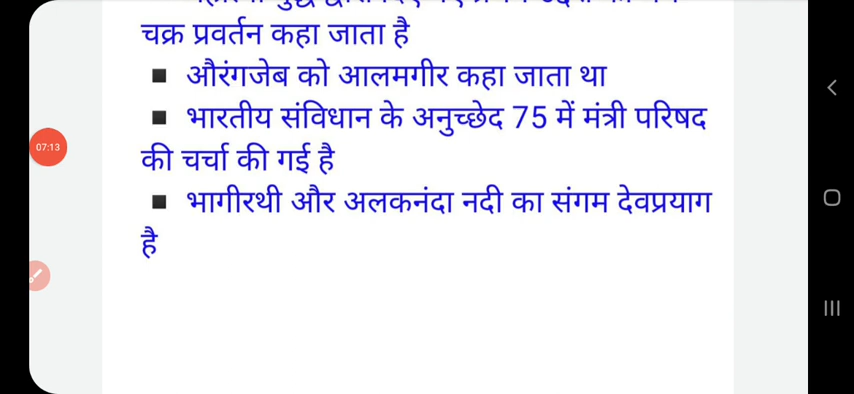 चक्र प्रवर्तन कहा जाता है
▪ औरंगजेब को आलमगीर कहा जाता था
▪ भारतीय संविधान के अनुच्छेद 75 में मंत्री परिषद
की चर्चा की गई है
▪ भागीरथी और अलकनंदा नदी का संगम देवप्रयाग
है
07:13